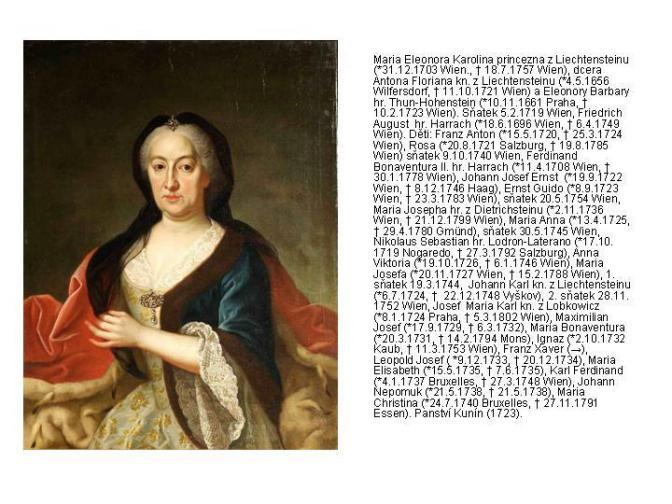 Maria Eleonora Karolina princezna z Liechtensteinu
(*31.12.1703 Wien., † 18.7.1757 Wien), dcera
Antona Floriana kn. z Liechtensteinu (*4.5.1656
Wilfersdorf, † 11.10.1721 Wien) a Eleonory Barbary
hr. Thun-Hohenstein (*10.11.1661 Praha, †
10.2.1723 Wien). Sňatek 5.2.1719 Wien, Friedrich
August. hr. Harrach (*18.6.1696 Wien, † 6.4.1749
Wien). Děti: Franz Anton (*15.5.1720, † 25.3.1724
Wien), Rosa (*20.8.1721 Salzburg, † 19.8.1785
Wien) sňatek 9.10.1740 Wien, Ferdinand
Bonaventura II. hr. Harrach (*11.4.1708 Wien, †
30.1.1778 Wien), Johann Josef Ernst (*19.9.1722
Wien, † 8.12.1746 Haag), Ernst Guido (*8.9.1723
Wien, † 23.3.1783 Wien), sňatek 20.5.1754 Wien,
Maria Josepha hr. z Dietrichsteinu (*2.11.1736
Wien, † 21.12.1799 Wien), Maria Anna (*13.4.1725,
† 29.4.1780 Gmünd), sňatek 30.5.1745 Wien,
Nikolaus Sebastian hr. Lodron-Laterano (*17.10.
1719 Nogaredo, † 27.3.1792 Salzburg), Anna
Viktoria (*19.10.1726, † 6.1.1746 Wien), Maria
Josefa (*20.11.1727 Wien, † 15.2.1788 Wien), 1.
sňatek 19.3.1744, Johann Karl kn. z Liechtensteinu
(*6.7.1724, † 22.12.1748 Vyškov), 2. sňatek 28.11.
1752 Wien, Josef Maria Karl kn. z Lobkowicz
(*8.1.1724 Praha, † 5.3.1802 Wien), Maximilian
Josef (*17.9.1729, † 6.3.1732), Maria Bonaventura
(*20.3.1731, † 14.2.1794 Mons), Ignaz (*2.10.1732
Kaub, † 11.3.1753 Wien), Franz Xaver (→),
Leopold Josef ( *9.12.1733, † 20.12.1734), Maria
Elisabeth (*15.5.1735, † 7.6.1735), Karl Ferdinand
(*4.1.1737 Bruxelles, † 27.3.1748 Wien), Johann
Nepomuk (*21.5.1738, † 21.5.1738), Maria
Christina (*24.7.1740 Bruxelles, † 27.11.1791
Essen). Panství Kunín (1723).